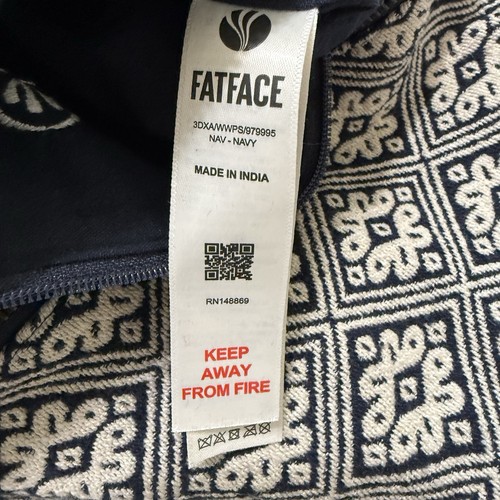 FATFACE
3DXA/WWPS/979995
NAV - NAVY
MADE IN INDIA
RN148869
KEEP
AWAY
FROM FIRE